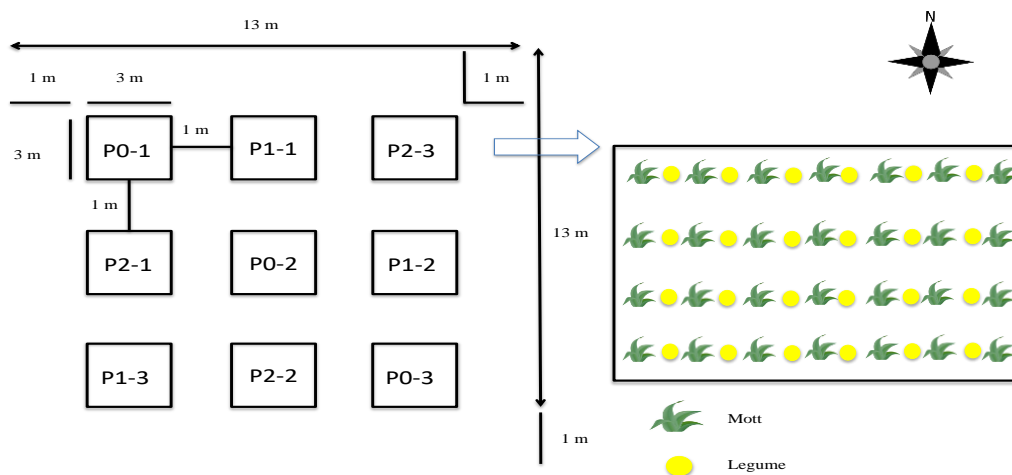 13 m
N
1 m
3 m
1 m
3 m
P0-1
1 m
P1-1
P2-3
1 m
13 m
P2-1
P0-2
P1-2
P1-3
P2-2
P0-3
1 m
Mott
Legume